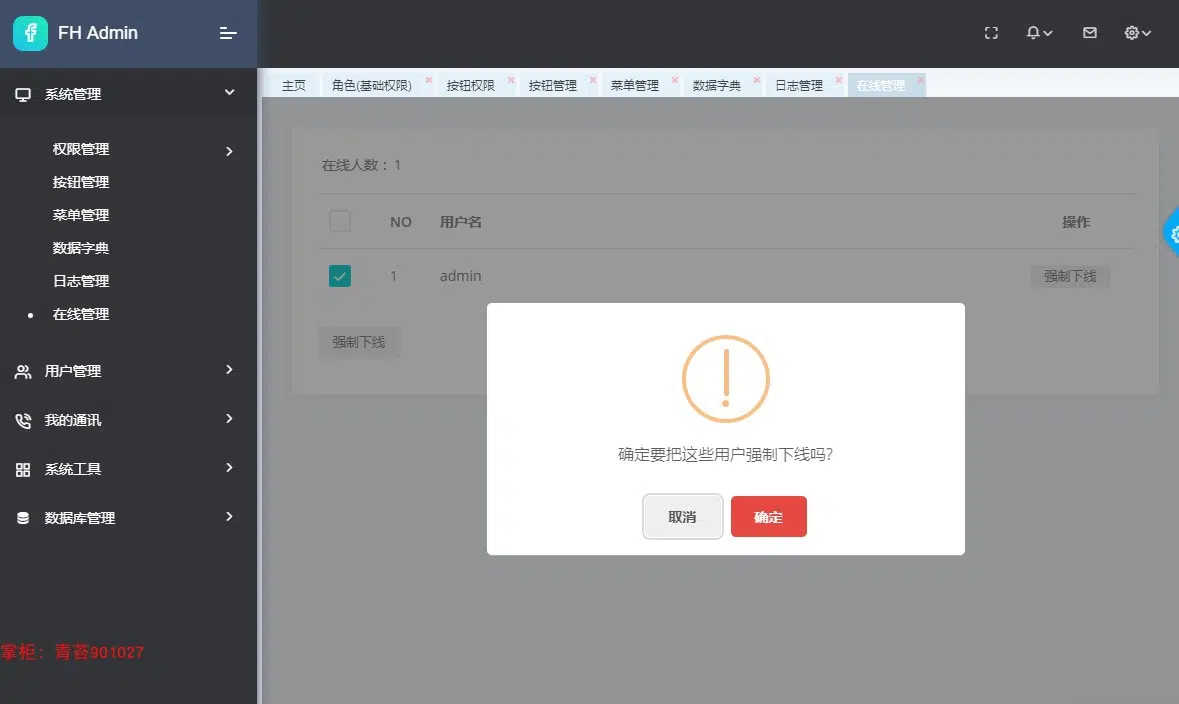 FH Admin
主页
角色(基础权限)
按钮权限
按钮管理
菜单管理
数据字典
日志管理
在线管理
系统管理
权限管理
按钮管理
菜单管理
数据字典
日志管理
在线管理
用户管理
我的通讯
系统工具
数据库管理
掌柜：青苔901027
在线人数：1
NO 用户名 操作
1 admin 强制下线
强制下线
确定要把这些用户强制下线吗?
取消
确定